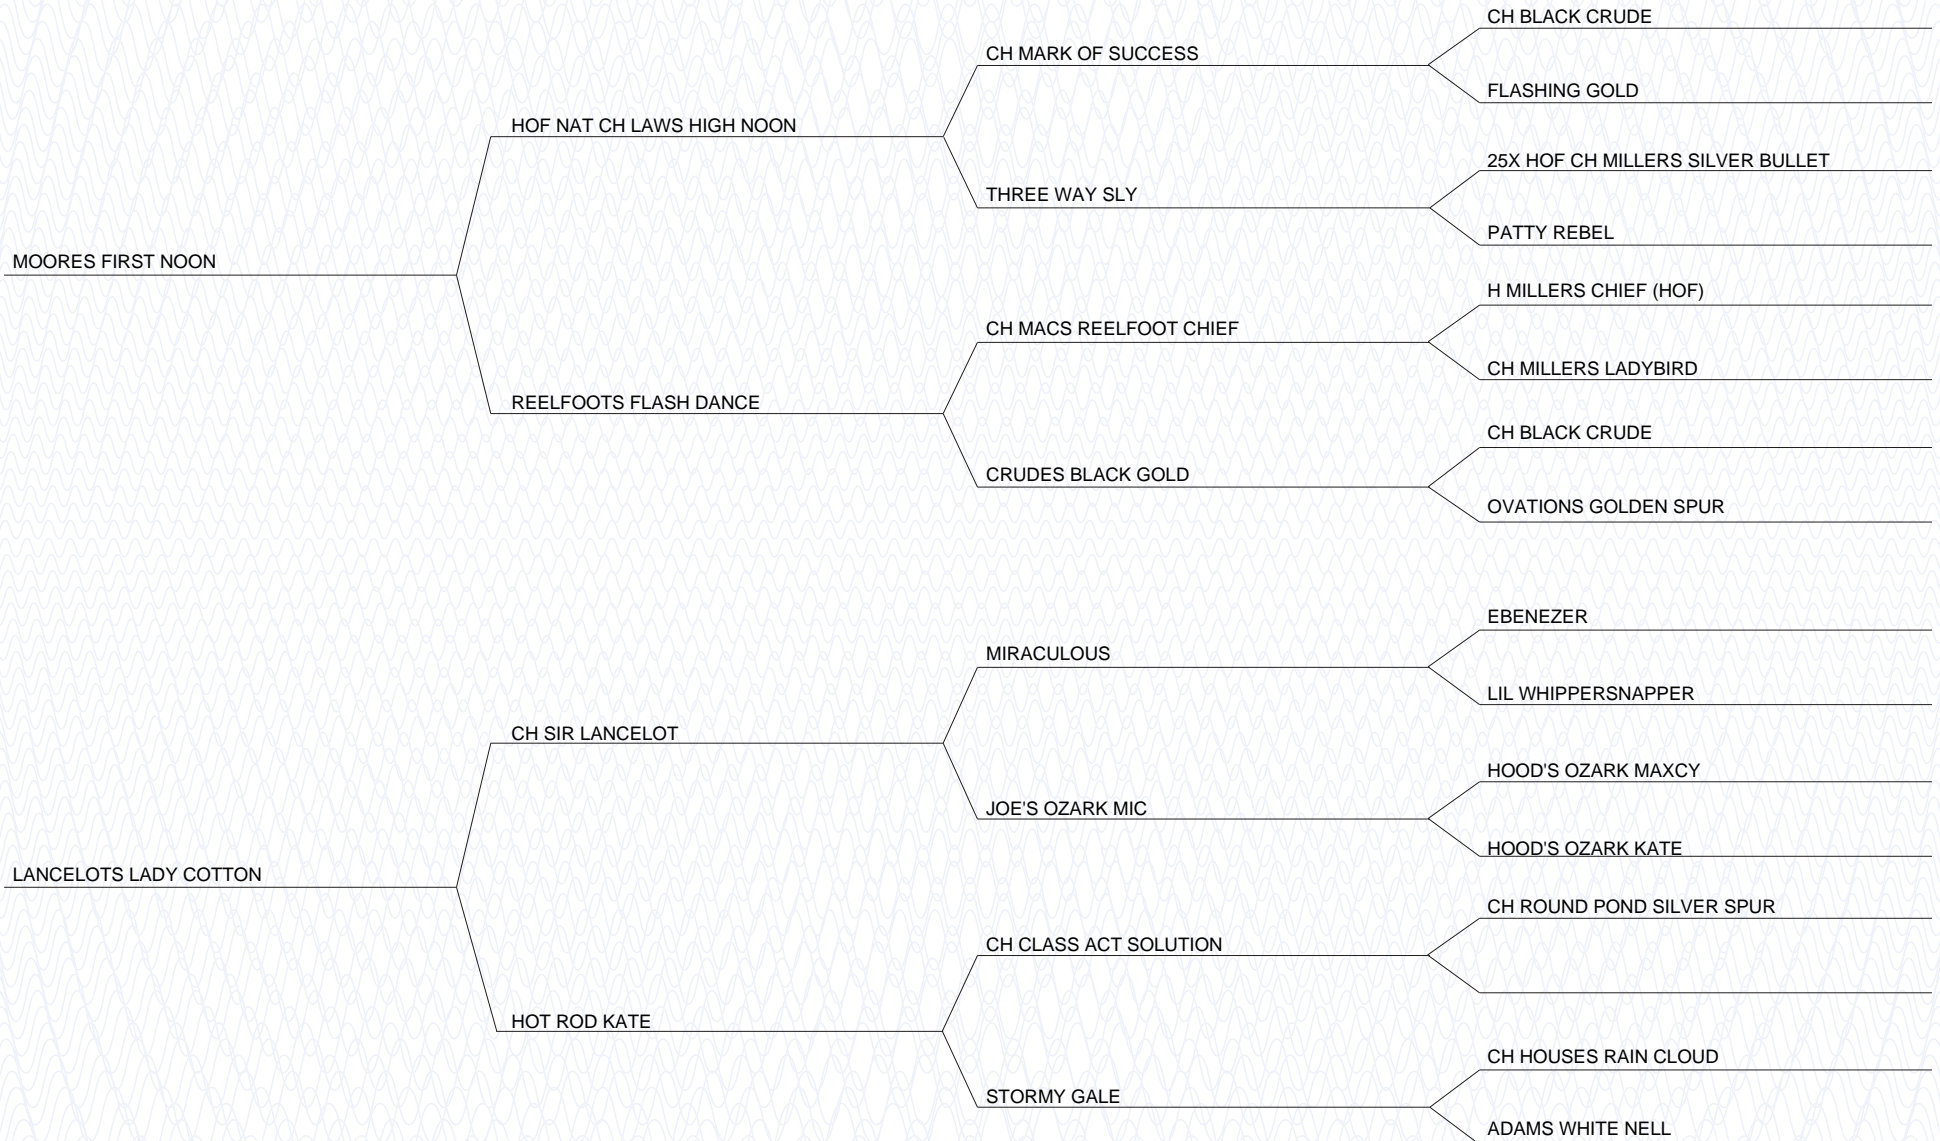 CH BLACK CRUDE
CH MARK OF SUCCESS
FLASHING GOLD
HOF NAT CH LAWS HIGH NOON
25X HOF CH MILLERS SILVER BULLET
THREE WAY SLY
PATTY REBEL
MOORES FIRST NOON
H MILLERS CHIEF (HOF)
CH MACS REELFOOT CHIEF
CH MILLERS LADYBIRD
REELFOOTS FLASH DANCE
CH BLACK CRUDE
CRUDES BLACK GOLD
OVATIONS GOLDEN SPUR
EBENEZER
MIRACULOUS
LIL WHIPPERSNAPPER
CH SIR LANCELOT
HOOD'S OZARK MAXCY
JOE'S OZARK MIC
HOOD'S OZARK KATE
LANCELOTS LADY COTTON
CH ROUND POND SILVER SPUR
CH CLASS ACT SOLUTION
HOT ROD KATE
CH HOUSES RAIN CLOUD
STORMY GALE
ADAMS WHITE NELL